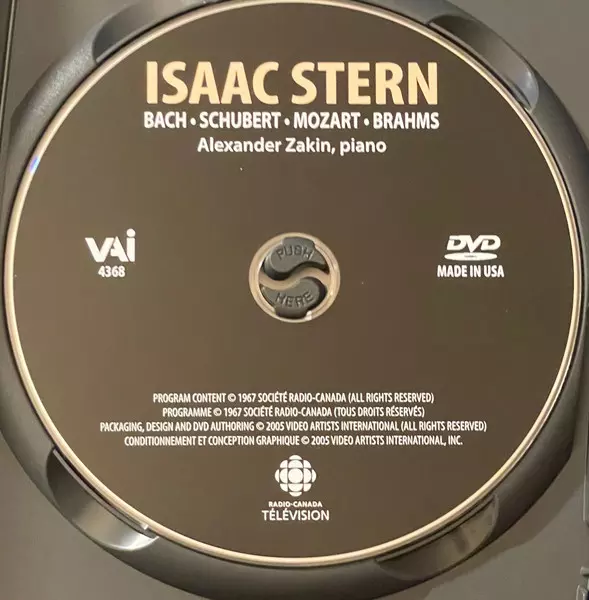 ISAAC STERN
BACH • SCHUBERT • MOZART • BRAHMS
Alexander Zakin, piano
VAI
4368
DVD
MADE IN USA
PUSH
HERE
PROGRAM CONTENT © 1967 SOCIÉTÉ RADIO-CANADA (ALL RIGHTS RESERVED)
PROGRAMME © 1967 SOCIÉTÉ RADIO-CANADA (TOUS DROITS RÉSERVÉS)
PACKAGING, DESIGN AND DVD AUTHORING © 2005 VIDEO ARTISTS INTERNATIONAL (ALL RIGHTS RESERVED)
CONDITIONNEMENT ET CONCEPTION GRAPHIQUE © 2005 VIDEO ARTISTS INTERNATIONAL, INC.
RADIO-CANADA
TÉLÉVISION